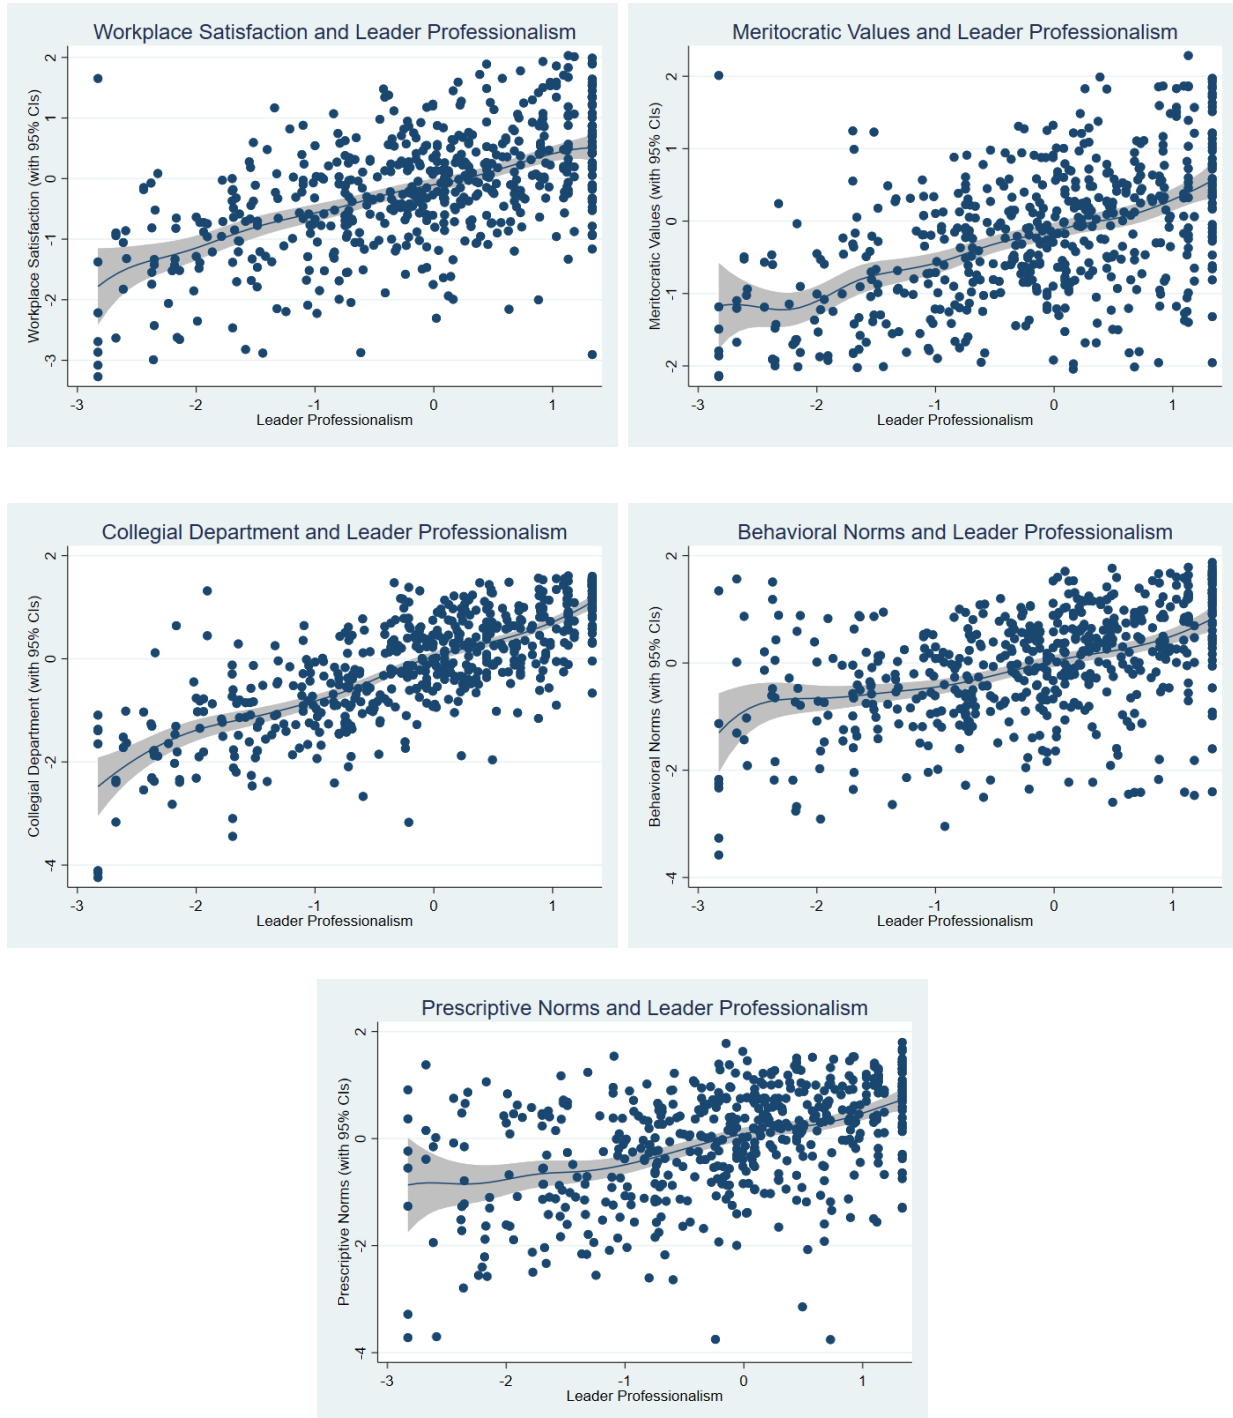 Workplace Satisfaction and Leader Professionalism
Workplace Satisfaction (with 95% CIs)
2
1
0
-1
-2
-3
-3 -2 -1 0 1
Leader Professionalism
Meritocratic Values and Leader Professionalism
Meritocratic Values (with 95% CIs)
2
1
0
-1
-2
-3 -2 -1 0 1
Leader Professionalism
Collegial Department and Leader Professionalism
Collegial Department (with 95% CIs)
2
0
-2
-4
-3 -2 -1 0 1
Leader Professionalism
Behavioral Norms and Leader Professionalism
Behavioral Norms (with 95% CIs)
2
0
-2
-4
-3 -2 -1 0 1
Leader Professionalism
Prescriptive Norms and Leader Professionalism
Prescriptive Norms (with 95% CIs)
2
0
-2
-4
-3 -2 -1 0 1
Leader Professionalism